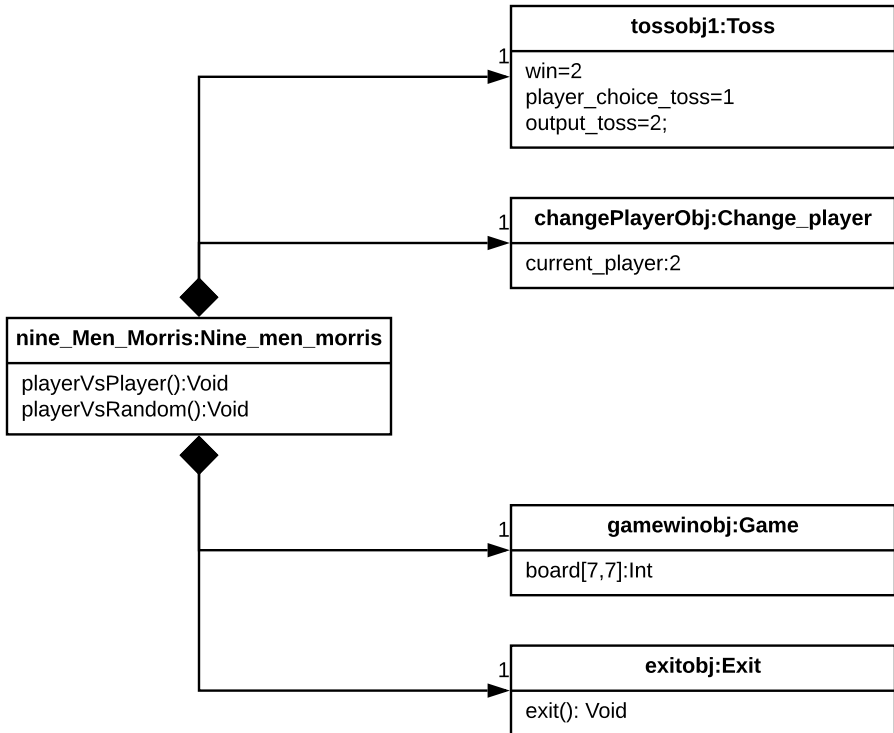 tossobj1:Toss
1
win=2
player_choice_toss=1
output_toss=2;
changePlayerObj:Change_player
1
current_player:2
nine_Men_Morris:Nine_men_morris
playerVsPlayer():Void
playerVsRandom():Void
gamewinobj:Game
1
board[7,7]:Int
exitobj:Exit
1
exit(): Void